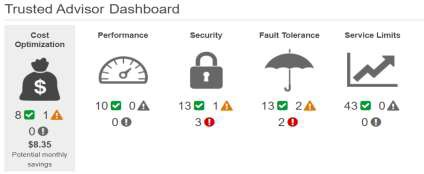 Trusted Advisor Dashboard
Cost
Optimization
$
8 1
0
$8.35
Potential monthly
savings
Performance
10 0
0
Security
13 1
3
Fault Tolerance
13 2
2
Service Limits
43 0
0